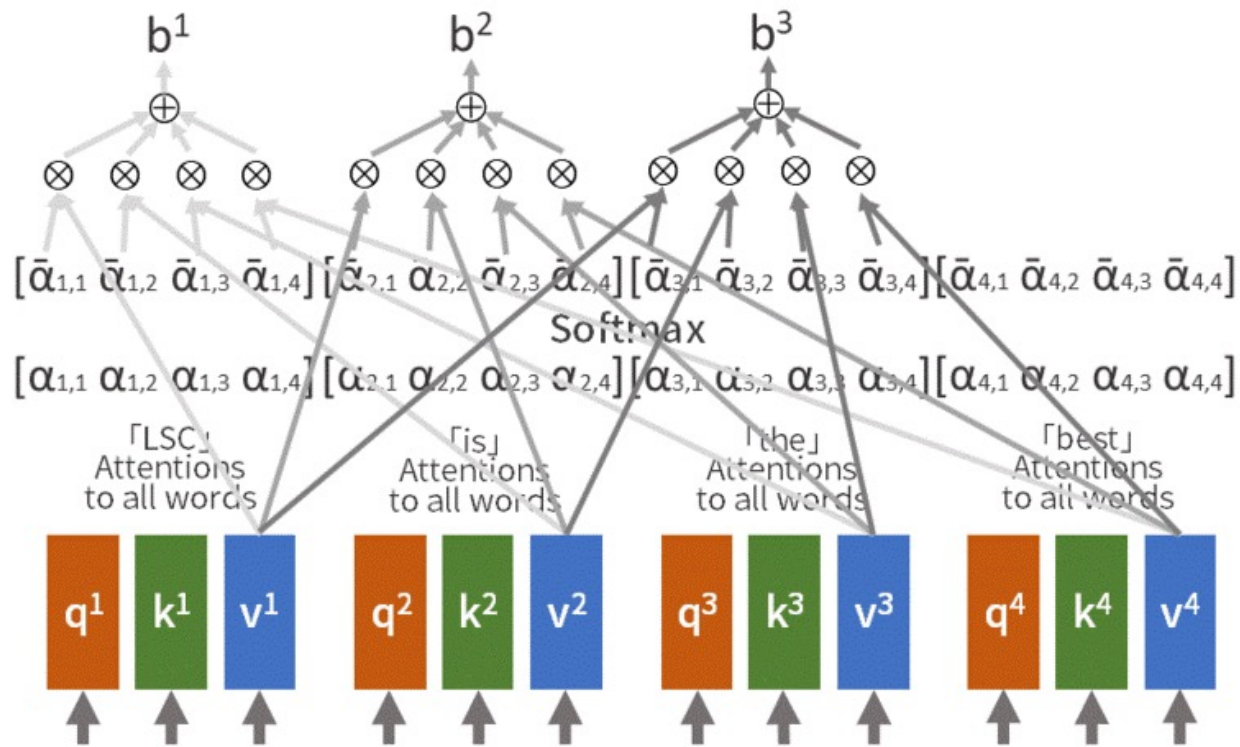 b¹ b² b³
[ᾱ1,1 ᾱ1,2 ᾱ1,3 ᾱ1,4] [ᾱ2,1 ᾱ2,2 ᾱ2,3 ᾱ2,4] [ᾱ3,1 ᾱ3,2 ᾱ3,3 ᾱ3,4] [ᾱ4,1 ᾱ4,2 ᾱ4,3 ᾱ4,4]
Softmax
[α1,1 α1,2 α1,3 α1,4] [α2,1 α2,2 α2,3 α2,4] [α3,1 α3,2 α3,3 α3,4] [α4,1 α4,2 α4,3 α4,4]
「LSC」
Attentions
to all words
「is」
Attentions
to all words
「the」
Attentions
to all words
「best」
Attentions
to all words
q¹ k¹ v¹ q² k² v² q³ k³ v³ q⁴ k⁴ v⁴